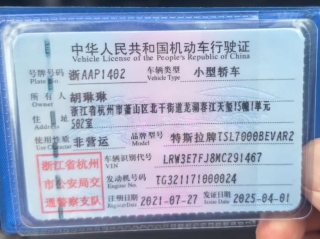 中华人民共和国机动车行驶证
Vehicle License of the People's Republic of China
号牌号码 浙AAP1402 车辆类型 小型轿车
Plate No. Vehicle Type
所有人 胡琳琳
Owner
住址 浙江省杭州市萧山区北干街道龙湖春江天玺15幢1单元
Address 502室
使用性质 非营运 品牌型号 特斯拉牌TSL7000BEVAR2
Use Character Model
浙江省杭州市公安局交通警察支队
车辆识别代号 LRW3E7FJ8MC291467
VIN
发动机号码 TG321171000024
Engine No.
注册日期 2021-07-27 发证日期 2025-04-01
Register Date Issue Date